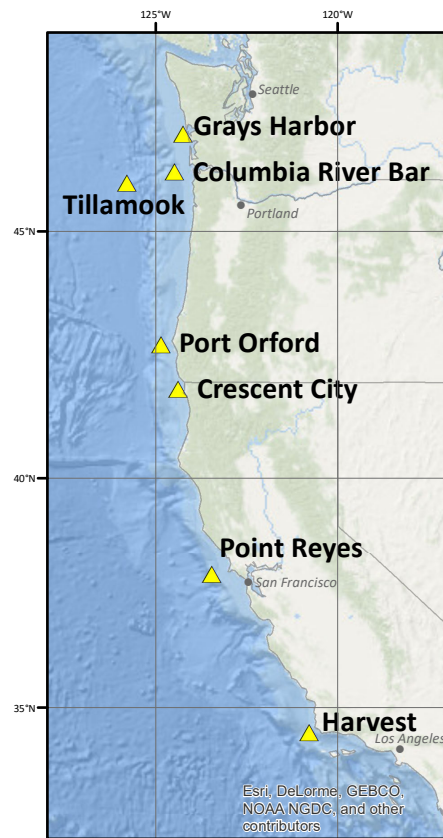 125°W
120°W
Seattle
Grays Harbor
Columbia River Bar
Tillamook
Portland
45°N
Port Orford
Crescent City
40°N
Point Reyes
San Francisco
35°N
Harvest
Los Angeles
Esri, DeLorme, GEBCO,
NOAA NGDC, and other
contributors